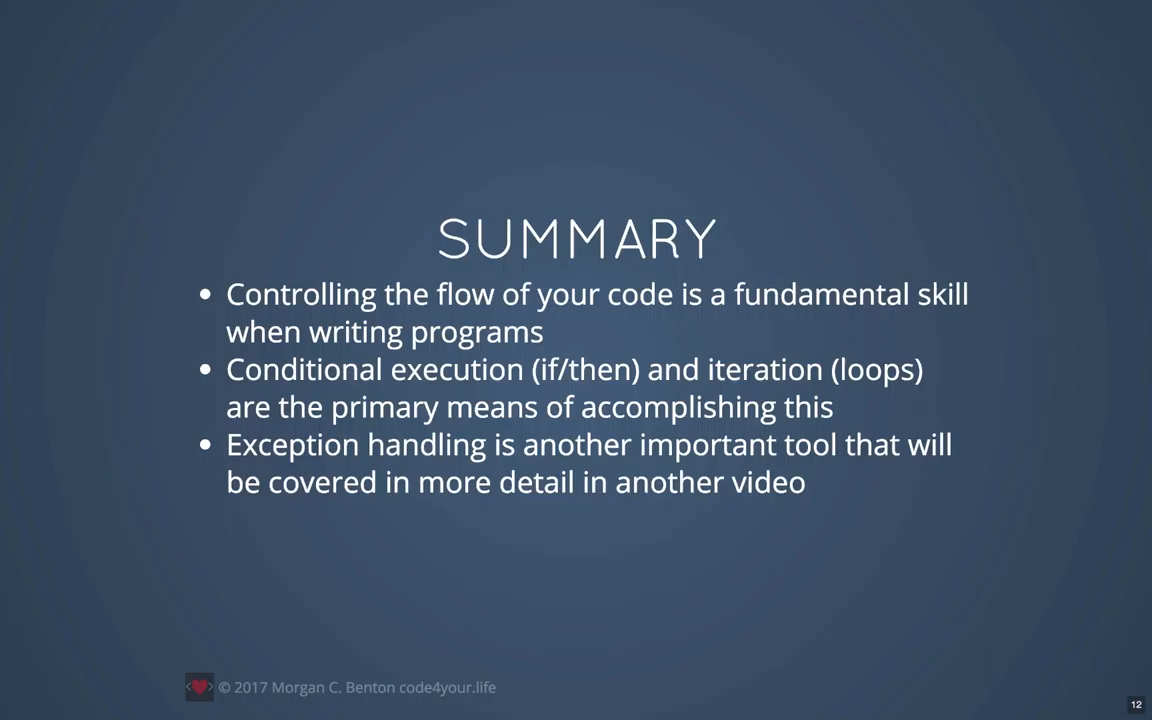 SUMMARY
• Controlling the flow of your code is a fundamental skill
when writing programs
• Conditional execution (if/then) and iteration (loops)
are the primary means of accomplishing this
• Exception handling is another important tool that will
be covered in more detail in another video
<♥> © 2017 Morgan C. Benton code4your.life
12